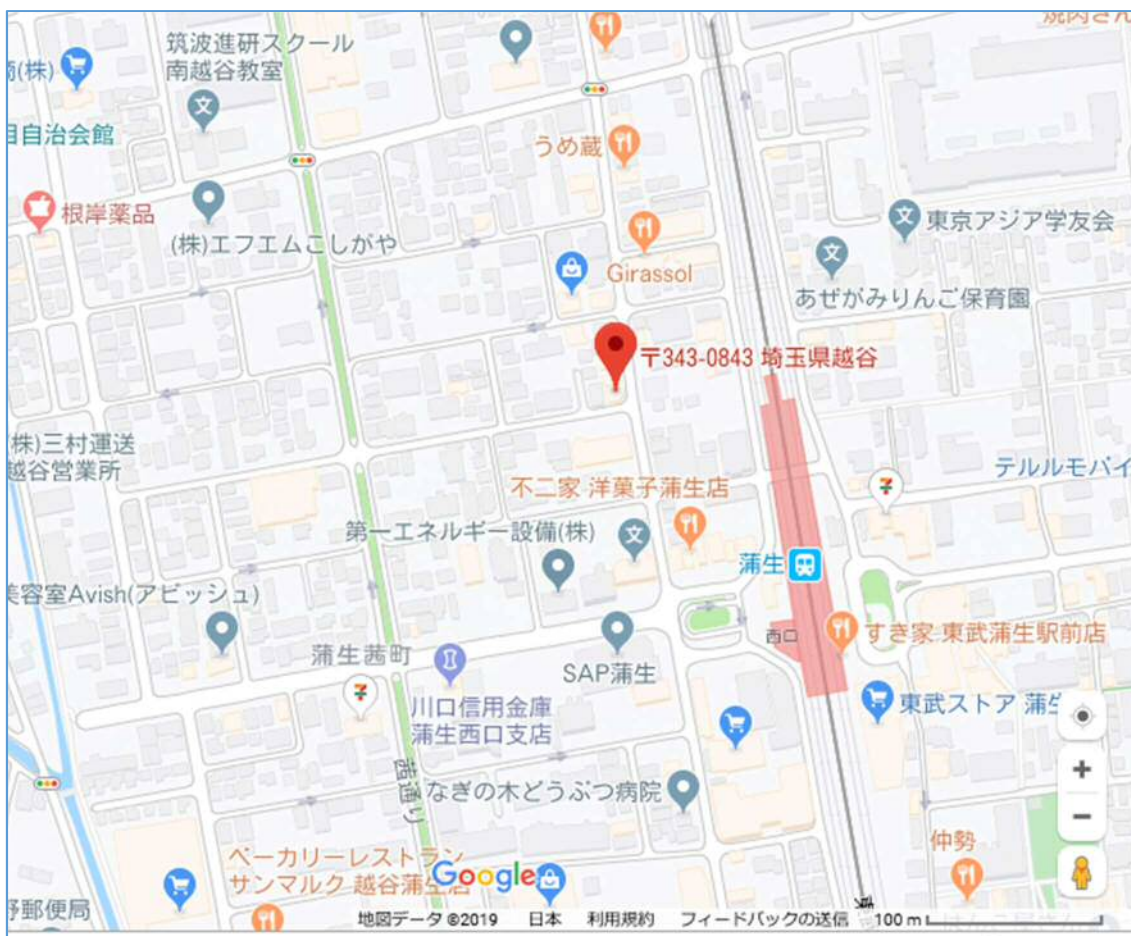 筑波進研スクール
南越谷教室
(株)
自治会館
うめ蔵
根岸薬品
(株)エフエムこしがや
東京アジア学友会
Girassol
あぜがみりんご保育園
〒343-0843 埼玉県越谷
(株)三村運送
越谷営業所
テルルモバイ
不二家 洋菓子蒲生店
第一エネルギー設備(株)
蒲生
美容室Avish(アビッシュ)
西口
すき家 東武蒲生駅前店
蒲生茜町
SAP蒲生
川口信用金庫
蒲生西口支店
東武ストア 蒲生
茜通り
なぎの木どうぶつ病院
仲勢
ベーカリーレストラン
サンマルク 越谷蒲生店
Google
野郵便局
地図データ ©2019 日本 利用規約 フィードバックの送信 100 m